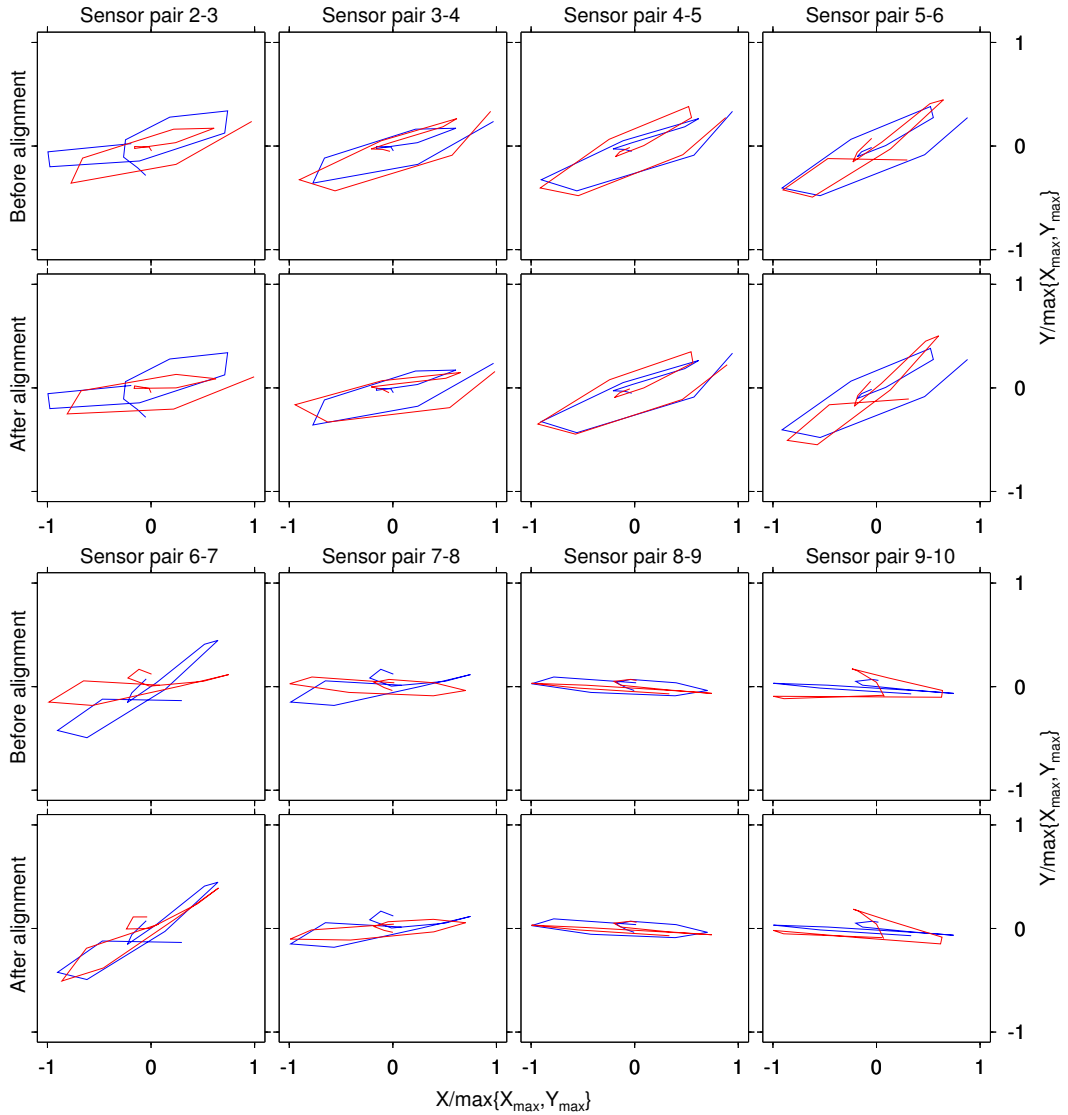 Sensor pair 2-3 Sensor pair 3-4 Sensor pair 4-5 Sensor pair 5-6
Before alignment
1
0
-1
After alignment
1
0
-1
Y/max{Xmax,Ymax}
-1 0 1 -1 0 1 -1 0 1 -1 0 1
Sensor pair 6-7 Sensor pair 7-8 Sensor pair 8-9 Sensor pair 9-10
Before alignment
1
0
-1
After alignment
1
0
-1
Y/max{Xmax,Ymax}
-1 0 1 -1 0 1 -1 0 1 -1 0 1
X/max{Xmax,Ymax}